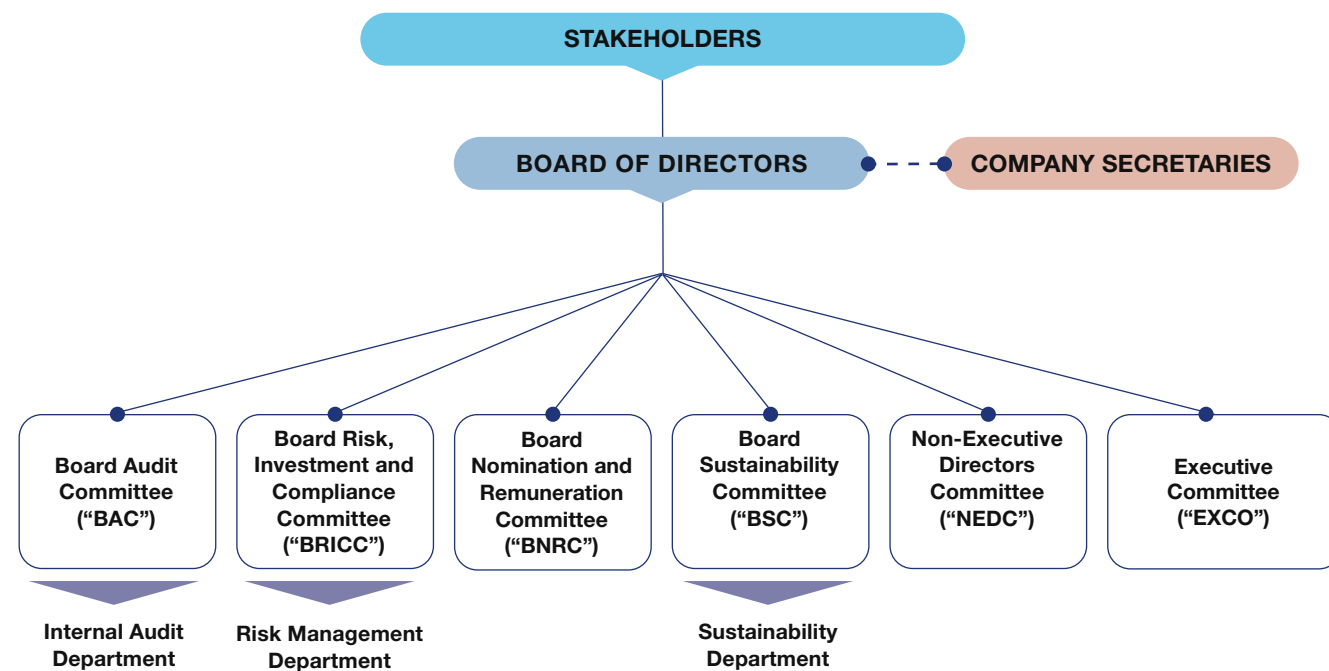 STAKEHOLDERS
BOARD OF DIRECTORS
COMPANY SECRETARIES
Board Audit
Committee
(“BAC”)
Board Risk,
Investment and
Compliance
Committee
(“BRICC”)
Board
Nomination and
Remuneration
Committee
(“BNRC”)
Board
Sustainability
Committee
(“BSC”)
Non-Executive
Directors
Committee
(“NEDC”)
Executive
Committee
(“EXCO”)
Internal Audit
Department
Risk Management
Department
Sustainability
Department